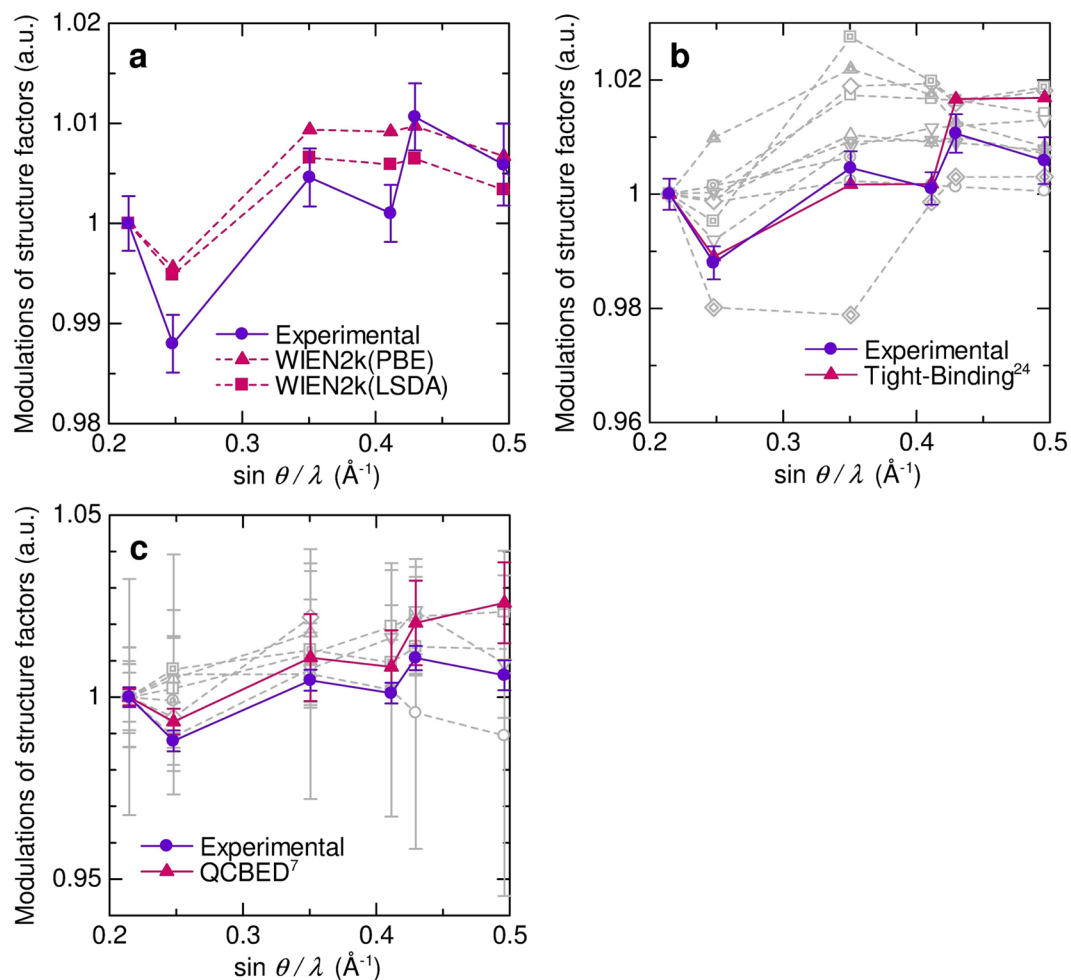 a
Modulations of structure factors (a.u.)
1.02
1.01
1
0.99
0.98
Experimental
WIEN2k(PBE)
WIEN2k(LSDA)
0.2 0.3 0.4 0.5
sin θ / λ (Å⁻¹)
b
Modulations of structure factors (a.u.)
1.02
1.00
0.98
0.96
Experimental
Tight-Binding²⁴
0.2 0.3 0.4 0.5
sin θ / λ (Å⁻¹)
c
Modulations of structure factors (a.u.)
1.05
1
0.95
Experimental
QCBED⁷
0.2 0.3 0.4 0.5
sin θ / λ (Å⁻¹)